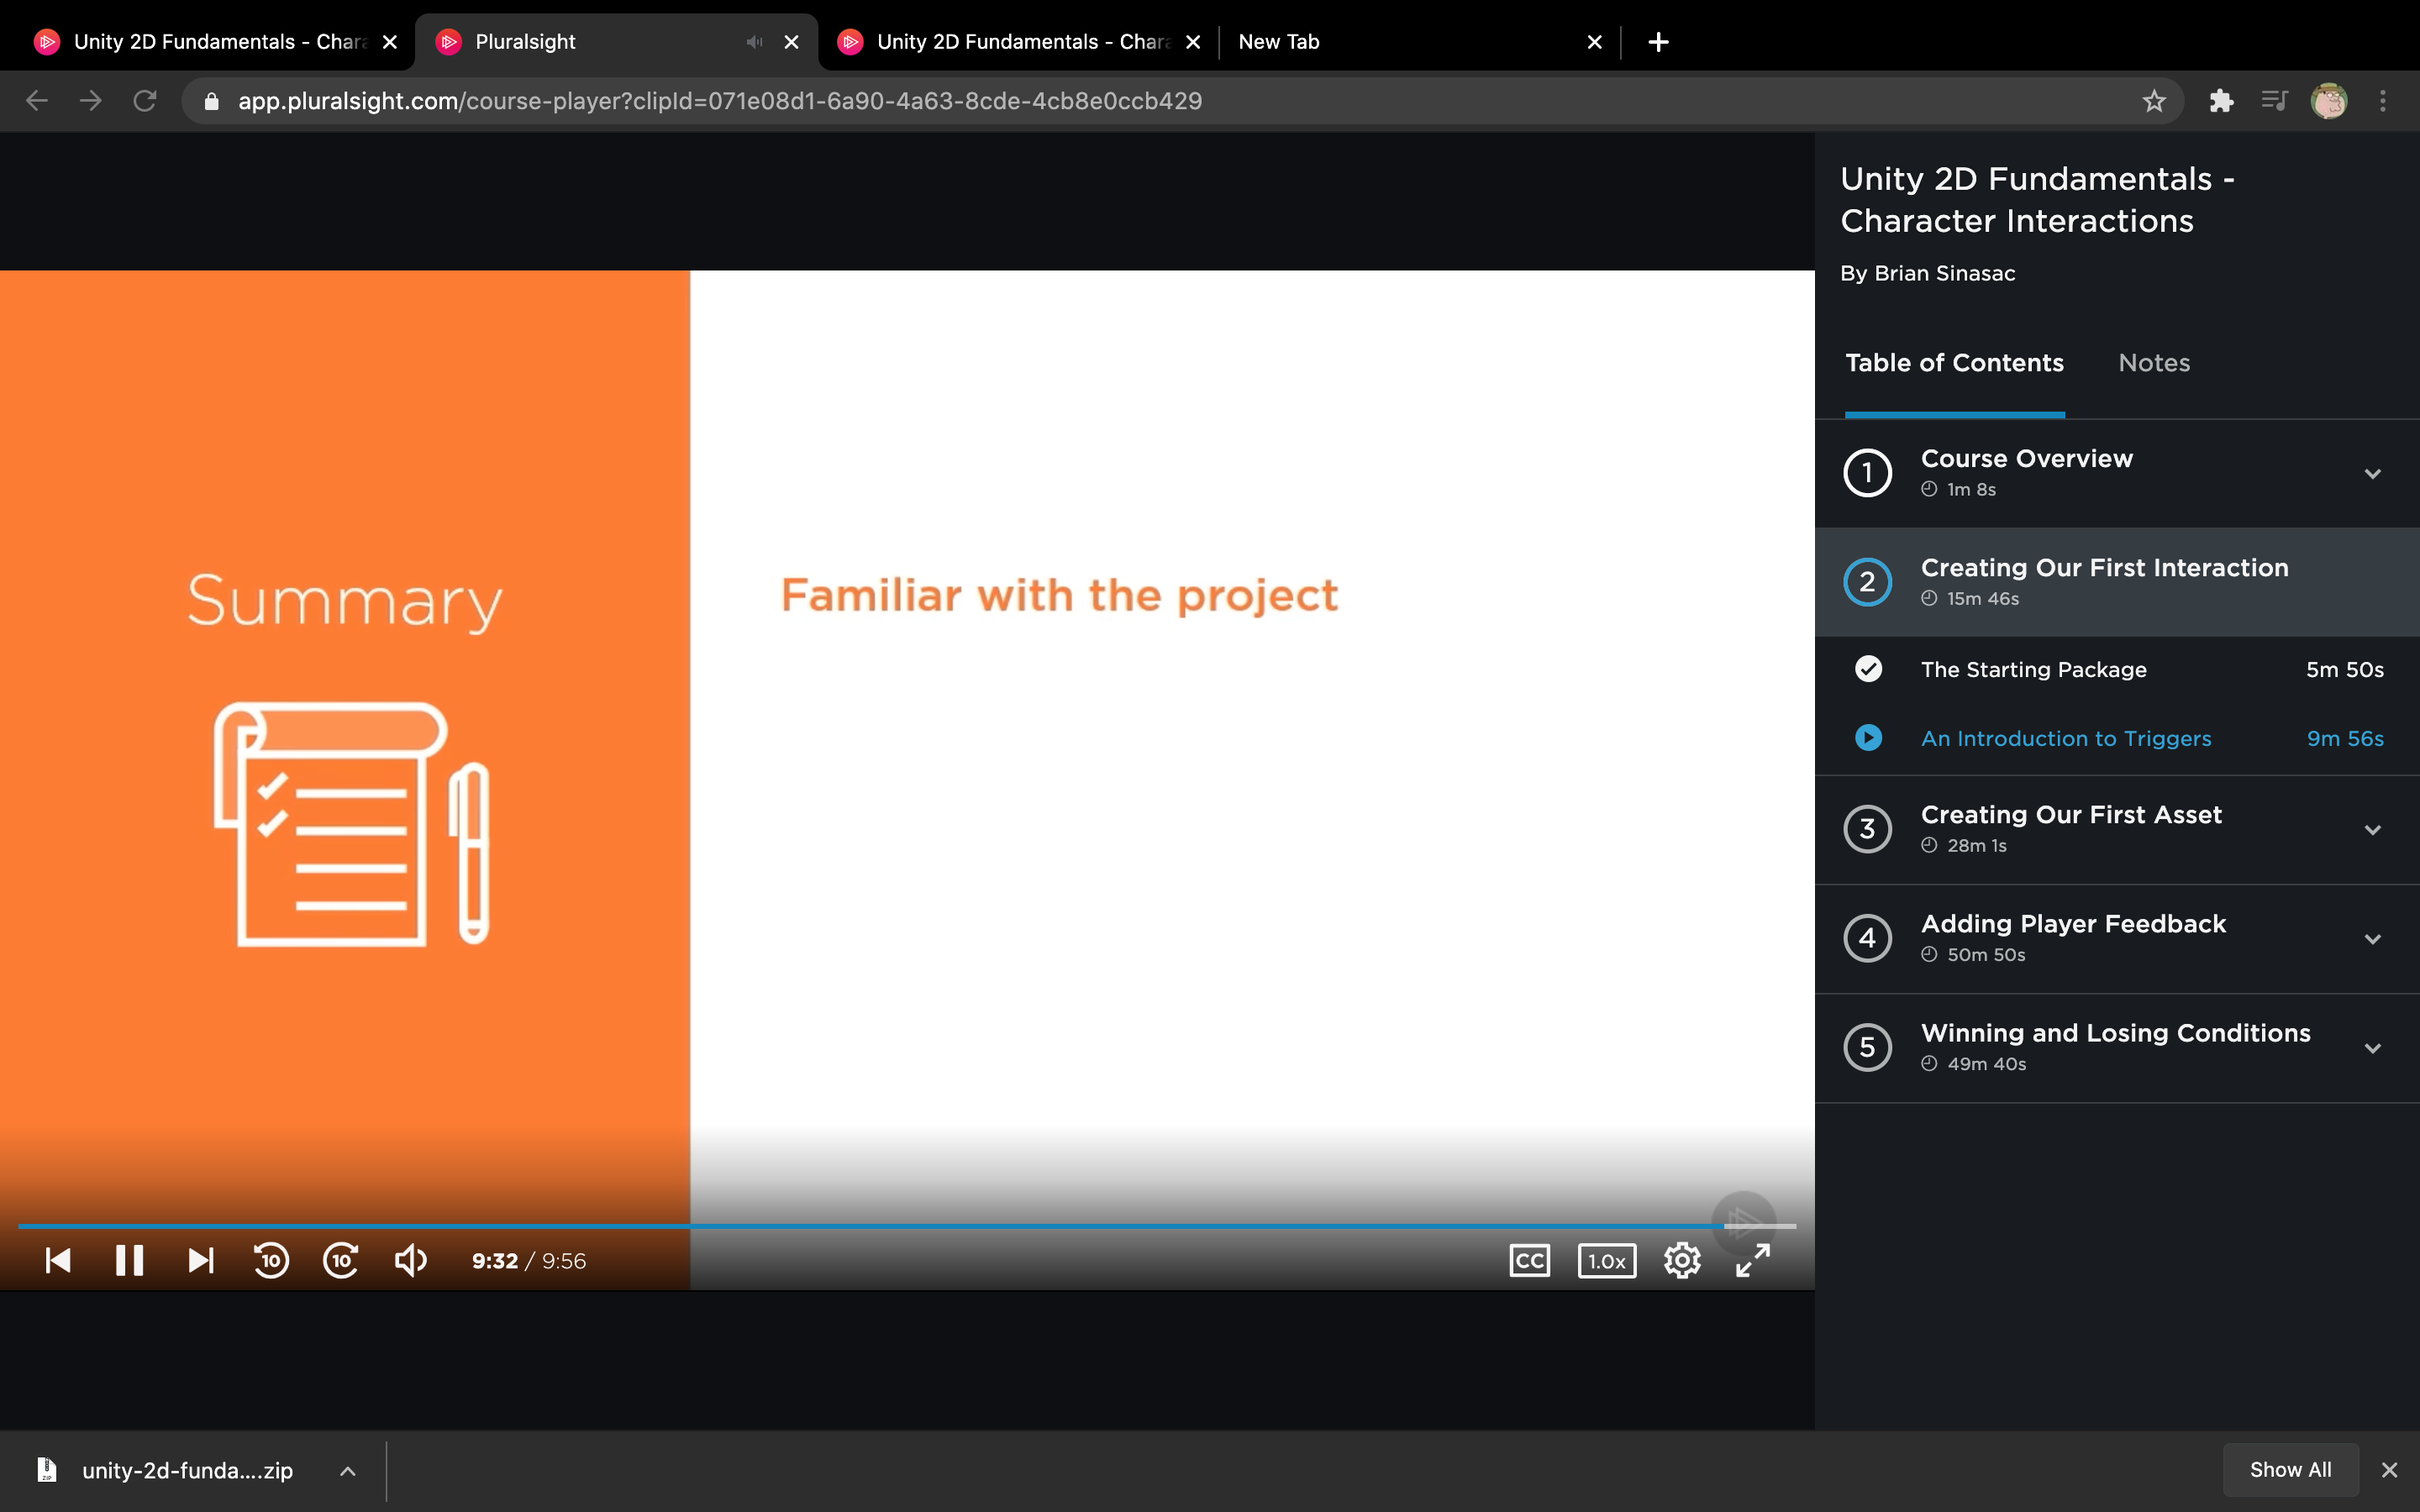 Unity 2D Fundamentals - Chara
Pluralsight
Unity 2D Fundamentals - Chara
New Tab
app.pluralsight.com/course-player?clipId=071e08d1-6a90-4a63-8cde-4cb8e0ccb429
Summary
Familiar with the project
10
10
9:32 / 9:56
CC
1.0x
Unity 2D Fundamentals -
Character Interactions
By Brian Sinasac
Table of Contents
Notes
1
Course Overview
1m 8s
2
Creating Our First Interaction
15m 46s
The Starting Package
5m 50s
An Introduction to Triggers
9m 56s
3
Creating Our First Asset
28m 1s
4
Adding Player Feedback
50m 50s
5
Winning and Losing Conditions
49m 40s
ZIP
unity-2d-funda....zip
Show All